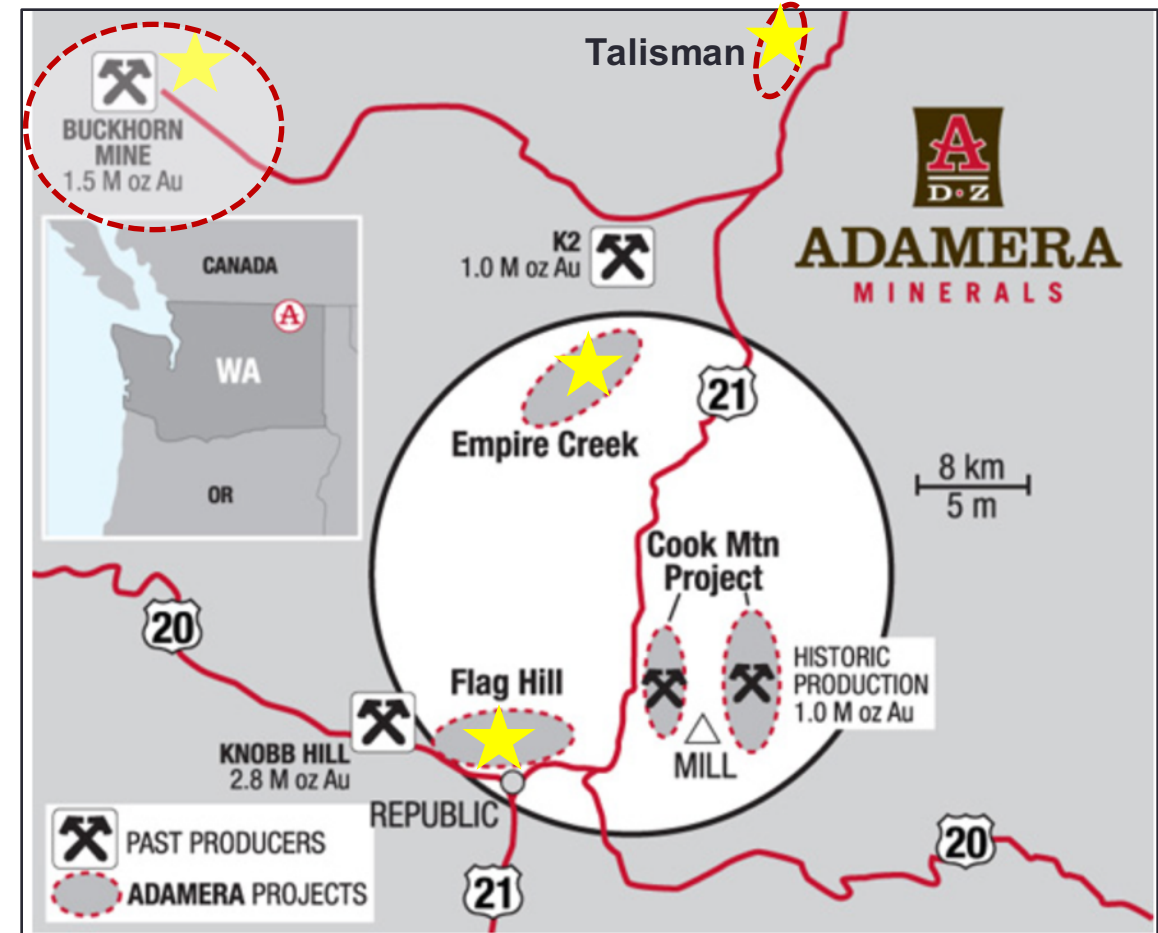 Talisman
BUCKHORN
MINE
1.5 M oz Au
A
D·Z
ADAMERA
MINERALS
K2
1.0 M oz Au
CANADA
A
WA
OR
21
Empire Creek
8 km
5 m
Cook Mtn
Project
20
HISTORIC
PRODUCTION
1.0 M oz Au
Flag Hill
KNOBB HILL
2.8 M oz Au
MILL
REPUBLIC
PAST PRODUCERS
ADAMERA PROJECTS
21
20